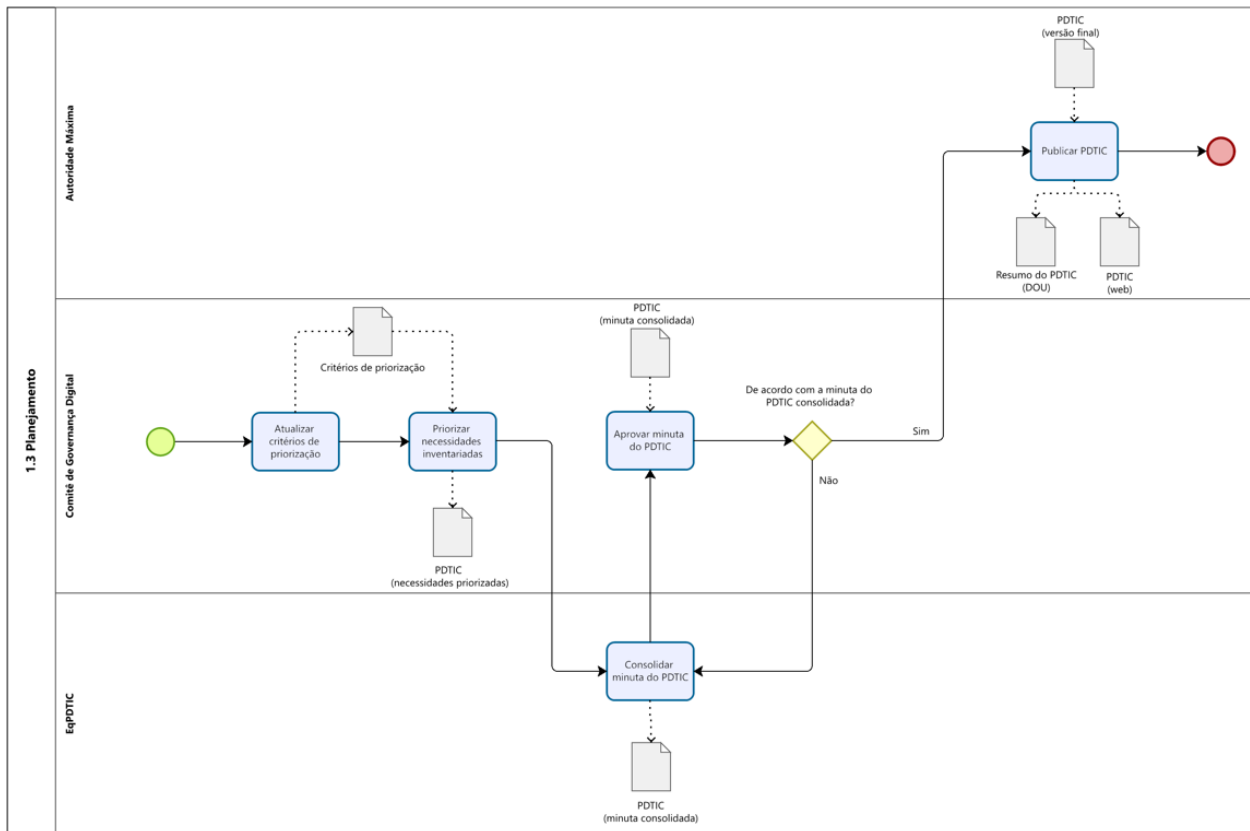 1.3 Planejamento
Autoridade Máxima
PDTIC
(versão final)
Publicar PDTIC
Resumo do PDTIC
(DOU)
PDTIC
(web)
Comitê de Governança Digital
Critérios de priorização
Atualizar
critérios de
priorização
Priorizar
necessidades
inventariadas
PDTIC
(necessidades priorizadas)
PDTIC
(minuta consolidada)
Aprovar minuta
do PDTIC
De acordo com a minuta do
PDTIC consolidada?
Sim
Não
EqPDTIC
Consolidar
minuta do PDTIC
PDTIC
(minuta consolidada)